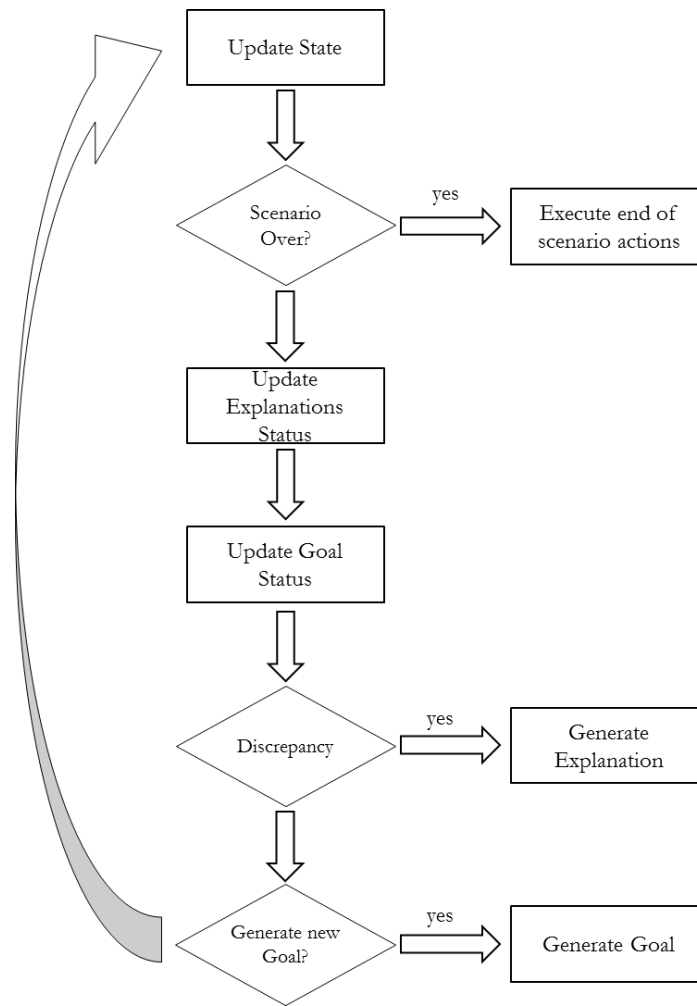 Update State
Scenario
Over?
yes
Execute end of
scenario actions
Update
Explanations
Status
Update Goal
Status
Discrepancy
yes
Generate
Explanation
Generate new
Goal?
yes
Generate Goal